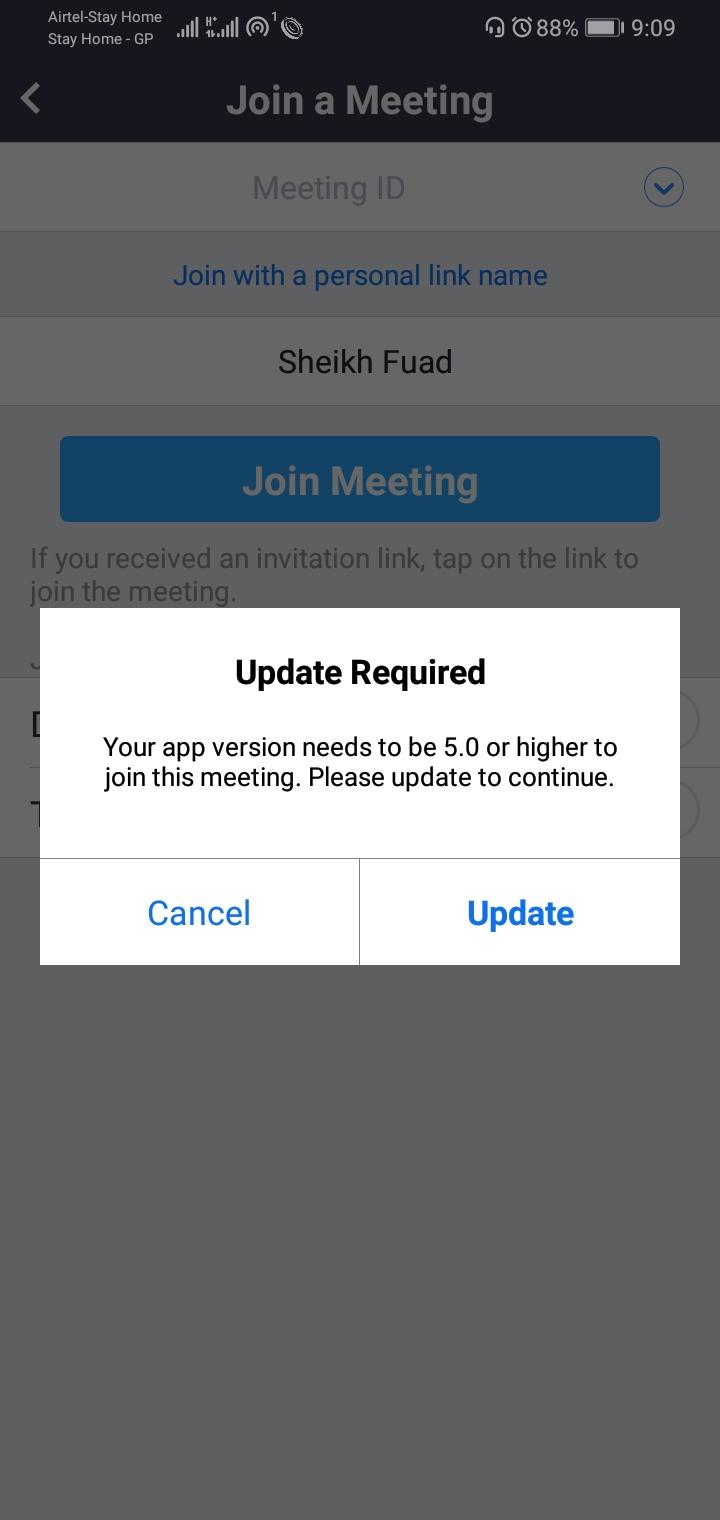 Airtel-Stay Home
Stay Home - GP
H+
1
88%
9:09
Join a Meeting
Meeting ID
Join with a personal link name
Sheikh Fuad
Join Meeting
If you received an invitation link, tap on the link to
join the meeting.
Update Required
Your app version needs to be 5.0 or higher to
join this meeting. Please update to continue.
Cancel
Update